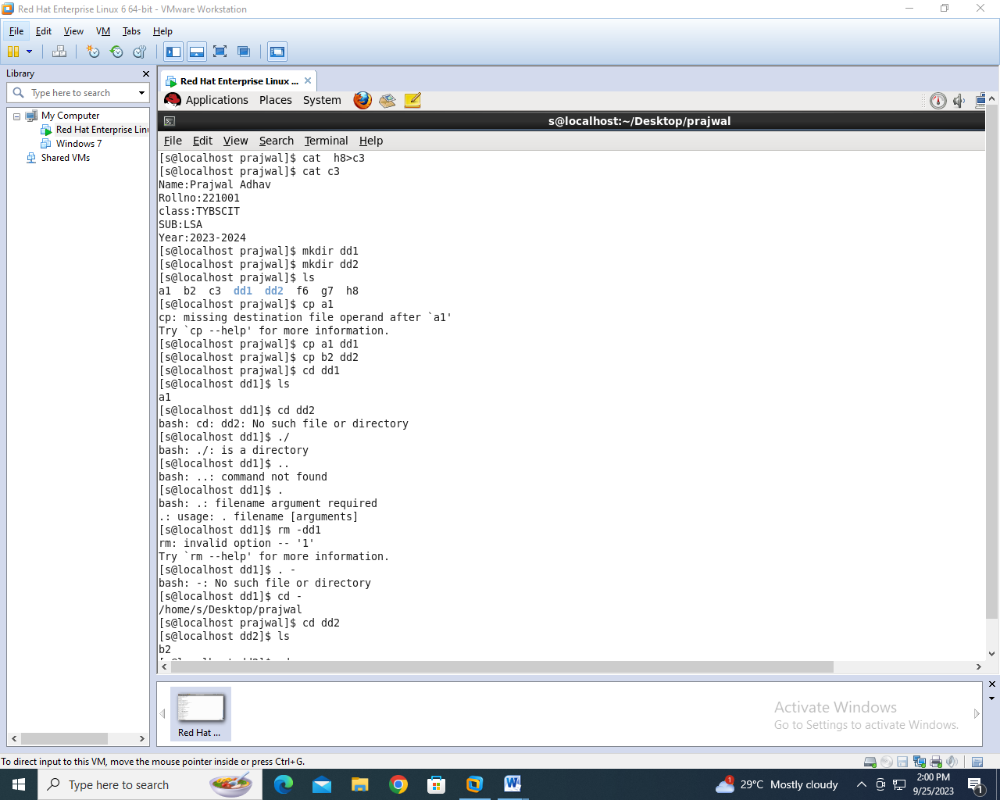 Red Hat Enterprise Linux 6 64-bit - VMware Workstation
File Edit View VM Tabs Help
Library
Type here to search
My Computer
Red Hat Enterprise Lin
Windows 7
Shared VMs
Red Hat Enterprise Linux ...
Applications Places System
s@localhost:~/Desktop/prajwal
File Edit View Search Terminal Help
[s@localhost prajwal]$ cat  h8>c3
[s@localhost prajwal]$ cat c3
Name:Prajwal Adhav
Rollno:221001
class:TYBSCIT
SUB:LSA
Year:2023-2024
[s@localhost prajwal]$ mkdir dd1
[s@localhost prajwal]$ mkdir dd2
[s@localhost prajwal]$ ls
a1  b2  c3  dd1  dd2  f6  g7  h8
[s@localhost prajwal]$ cp a1
cp: missing destination file operand after `a1'
Try `cp --help' for more information.
[s@localhost prajwal]$ cp a1 dd1
[s@localhost prajwal]$ cp b2 dd2
[s@localhost prajwal]$ cd dd1
[s@localhost dd1]$ ls
a1
[s@localhost dd1]$ cd dd2
bash: cd: dd2: No such file or directory
[s@localhost dd1]$ ./
bash: ./: is a directory
[s@localhost dd1]$ ..
bash: ..: command not found
[s@localhost dd1]$ .
bash: .: filename argument required
.: usage: . filename [arguments]
[s@localhost dd1]$ rm -dd1
rm: invalid option -- '1'
Try `rm --help' for more information.
[s@localhost dd1]$ . -
bash: -: No such file or directory
[s@localhost dd1]$ cd -
/home/s/Desktop/prajwal
[s@localhost prajwal]$ cd dd2
[s@localhost dd2]$ ls
b2
Red Hat ...
Activate Windows
Go to Settings to activate Windows.
To direct input to this VM, move the mouse pointer inside or press Ctrl+G.
Type here to search
29°C Mostly cloudy
1
2:00 PM
9/25/2023
1